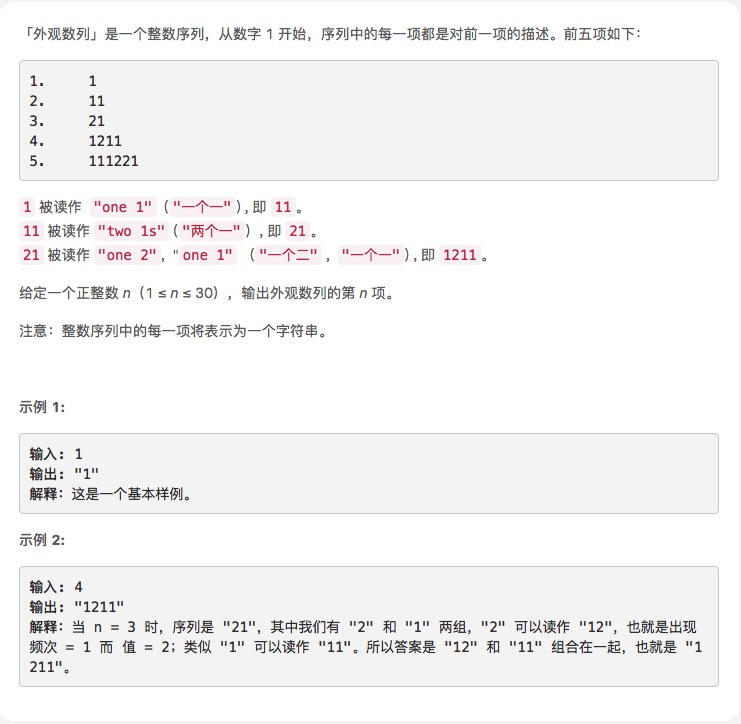 「外观数列」是一个整数序列，从数字 1 开始，序列中的每一项都是对前一项的描述。前五项如下：
1. 1
2. 11
3. 21
4. 1211
5. 111221
1 被读作 "one 1" （"一个一"）,即 11 。
11 被读作 "two 1s" （"两个一"）,即 21 。
21 被读作 "one 2", "one 1" （"一个二" , "一个一"）,即 1211 。
给定一个正整数 n（1 ≤ n ≤ 30），输出外观数列的第 n 项。
注意：整数序列中的每一项将表示为一个字符串。
示例 1:
输入: 1
输出: "1"
解释：这是一个基本样例。
示例 2:
输入: 4
输出: "1211"
解释：当 n = 3 时，序列是 "21"，其中我们有 "2" 和 "1" 两组，"2" 可以读作 "12"，也就是出现
频次 = 1 而 值 = 2；类似 "1" 可以读作 "11"。所以答案是 "12" 和 "11" 组合在一起，也就是 "1
211"。